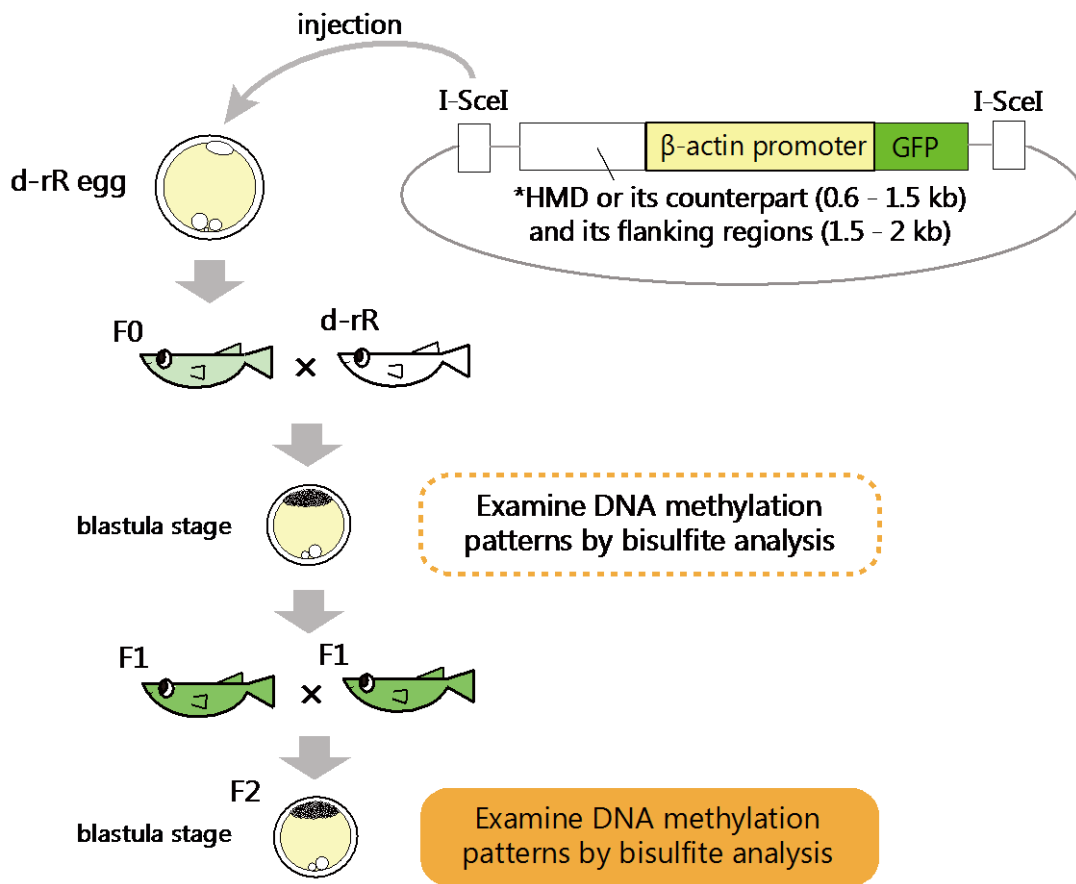 injection
I-SceI
I-SceI
β-actin promoter
GFP
d-rR egg
*HMD or its counterpart (0.6 - 1.5 kb)
and its flanking regions (1.5 - 2 kb)
F0
d-rR
×
blastula stage
Examine DNA methylation
patterns by bisulfite analysis
F1
F1
×
F2
blastula stage
Examine DNA methylation
patterns by bisulfite analysis